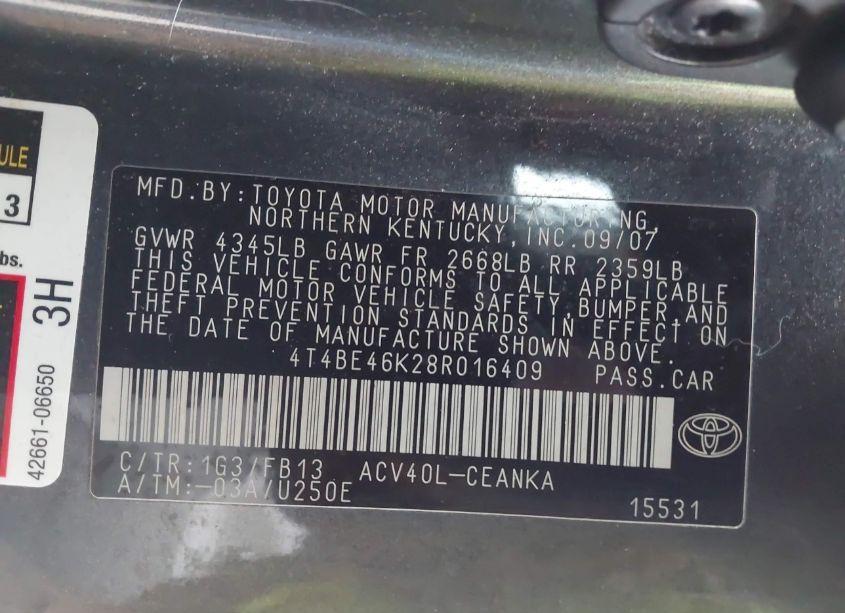 ULE
3
bs.
3H
42661-06650
MFD.BY:TOYOTA MOTOR MANUFACTURING,
NORTHERN KENTUCKY,INC.09/07
GVWR 4345LB GAWR FR 2668LB RR 2359LB
THIS VEHICLE CONFORMS TO ALL APPLICABLE
FEDERAL MOTOR VEHICLE SAFETY,BUMPER,AND
THEFT PREVENTION STANDARDS IN EFFECT ON
THE DATE OF MANUFACTURE SHOWN ABOVE.
4T4BE46K28R016409 PASS.CAR
C/TR:1G3/FB13 ACV40L-CEANKA
A/TM:-03A/U250E 15531